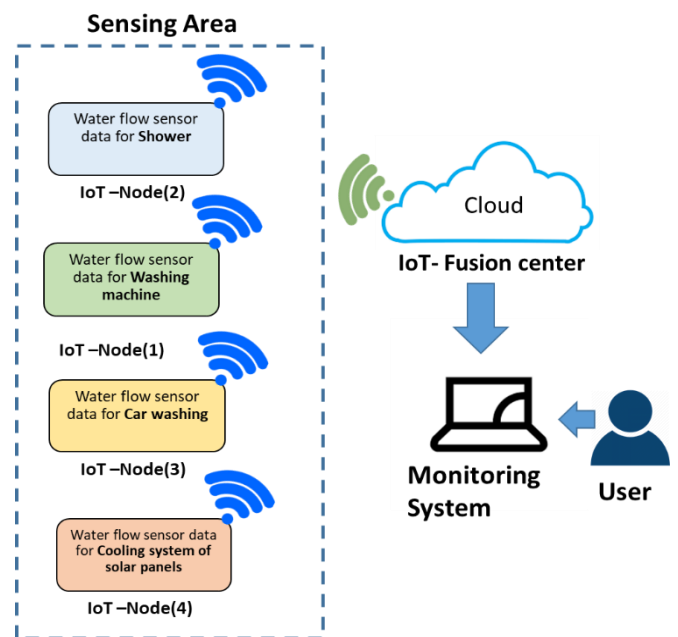 Sensing Area
Water flow sensor
data for Shower
IoT –Node(2)
Water flow sensor
data for Washing
machine
IoT –Node(1)
Water flow sensor
data for Car washing
IoT –Node(3)
Water flow sensor data
for Cooling system of
solar panels
IoT –Node(4)
Cloud
IoT- Fusion center
Monitoring
System
User